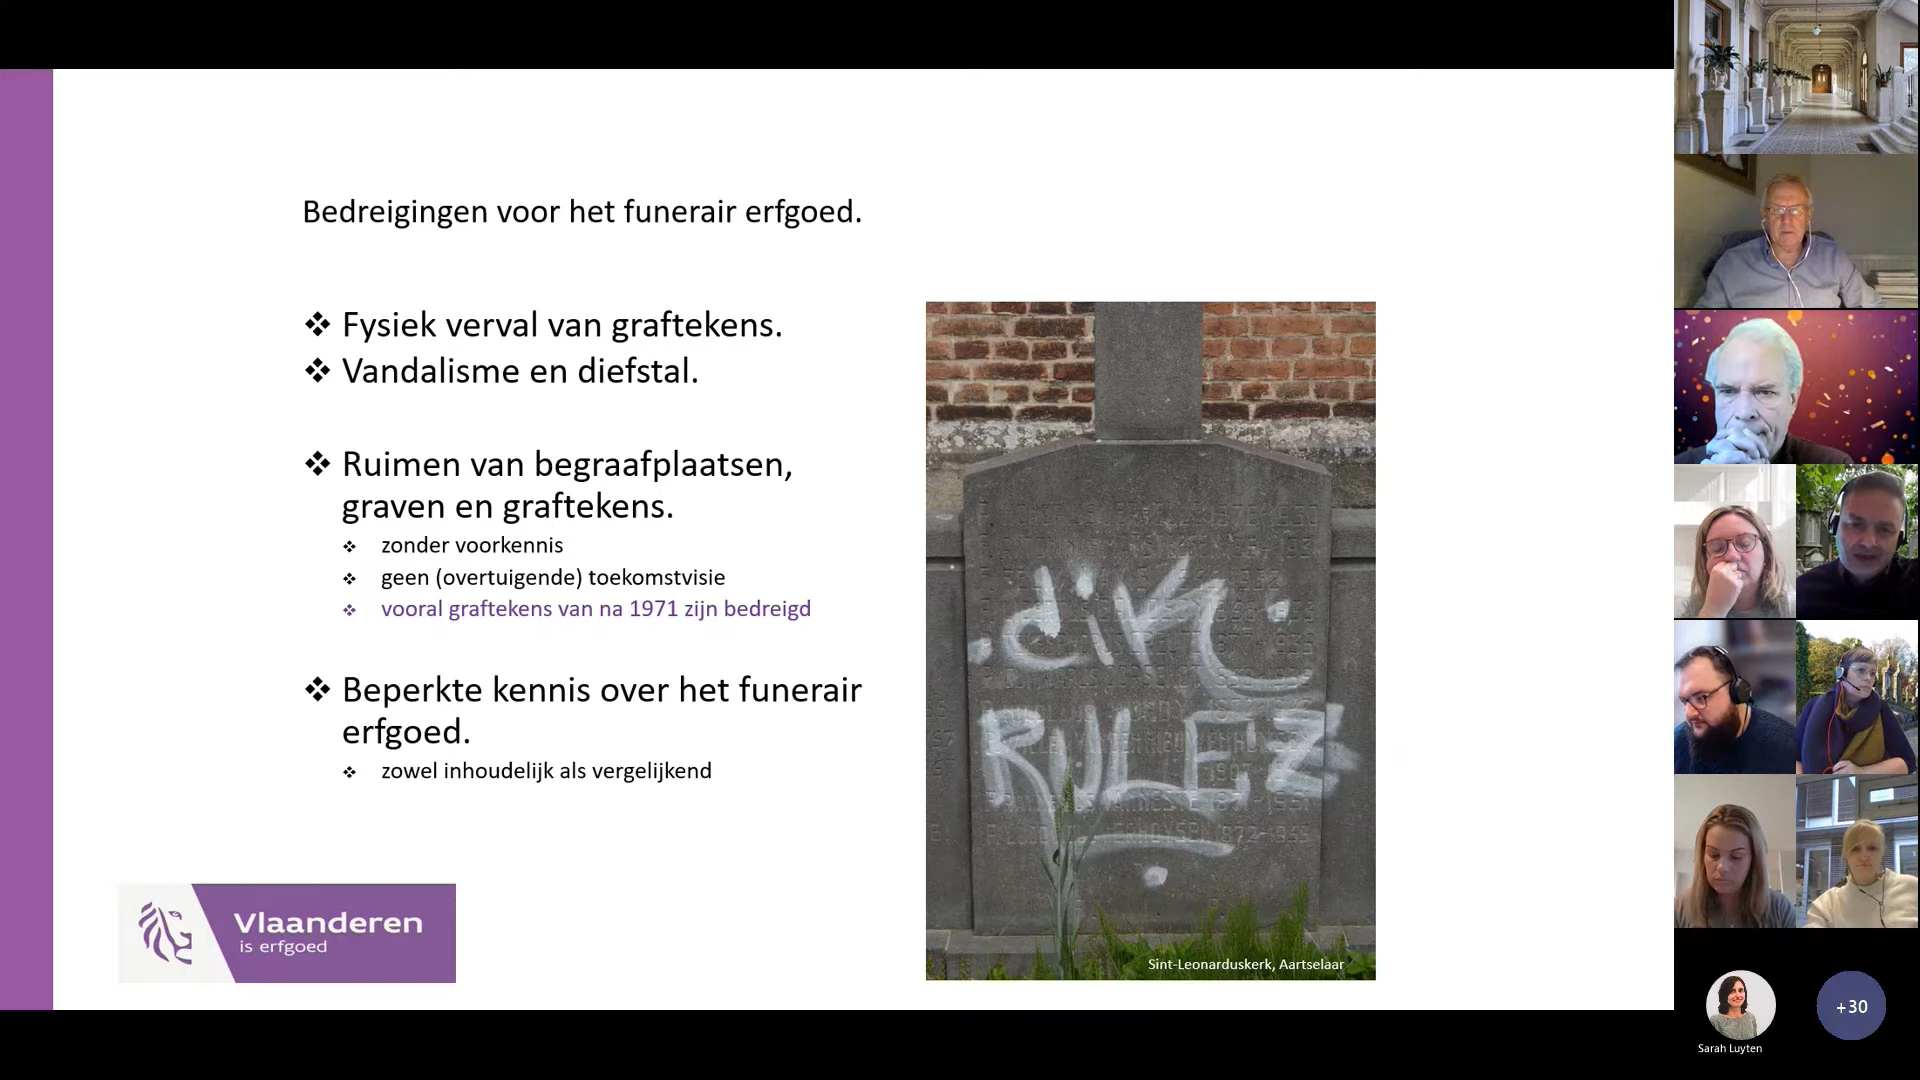 Bedreigingen voor het funerair erfgoed.
❖ Fysiek verval van graftekens.
❖ Vandalisme en diefstal.
❖ Ruimen van begraafplaatsen,
graven en graftekens.
❖ zonder voorkennis
❖ geen (overtuigende) toekomstvisie
❖ vooral graftekens van na 1971 zijn bedreigd
❖ Beperkte kennis over het funerair
erfgoed.
❖ zowel inhoudelijk als vergelijkend
Vlaanderen
is erfgoed
RULEZ
Sint-Leonarduskerk, Aartselaar
Sarah Luyten
+30